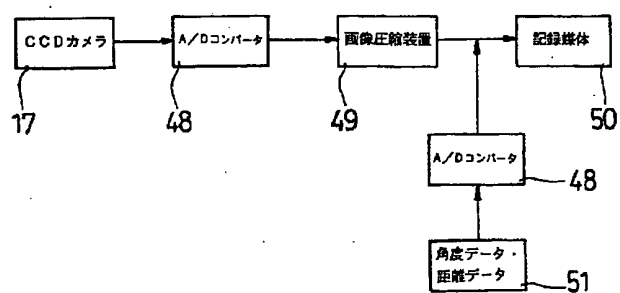 CCDカメラ
A/Dコンバータ
画像圧縮装置
記録媒体
17
48
49
50
A/Dコンバータ
48
角度データ・
距離データ
51